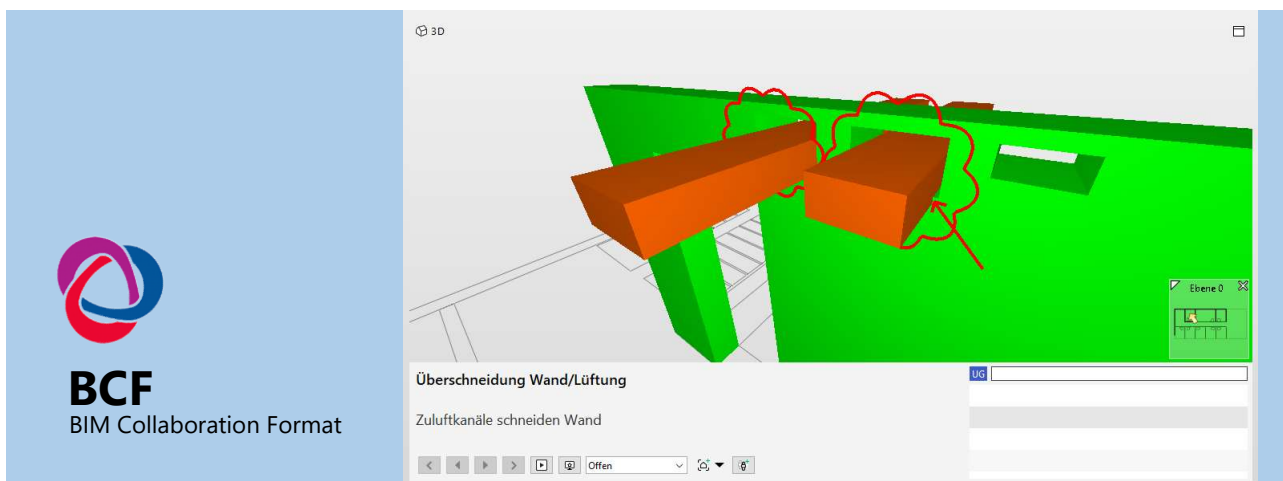 3D
Ebene 0
BCF
BIM Collaboration Format
Überschneidung Wand/Lüftung
UG
Zuluftkanäle schneiden Wand
Offen